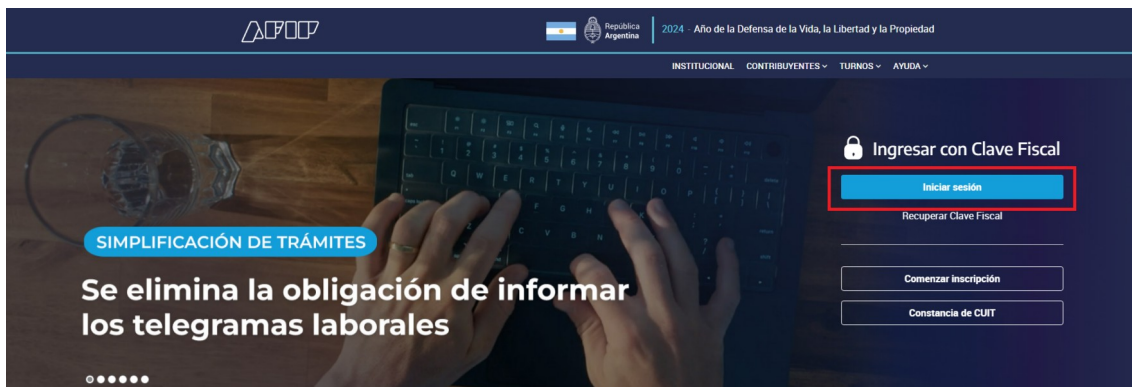 AFIP
República
Argentina
2024 - Año de la Defensa de la Vida, la Libertad y la Propiedad
INSTITUCIONAL CONTRIBUYENTES TURNOS AYUDA
Ingresar con Clave Fiscal
Iniciar sesión
Recuperar Clave Fiscal
SIMPLIFICACIÓN DE TRÁMITES
Se elimina la obligación de informar
los telegramas laborales
Comenzar inscripción
Constancia de CUIT